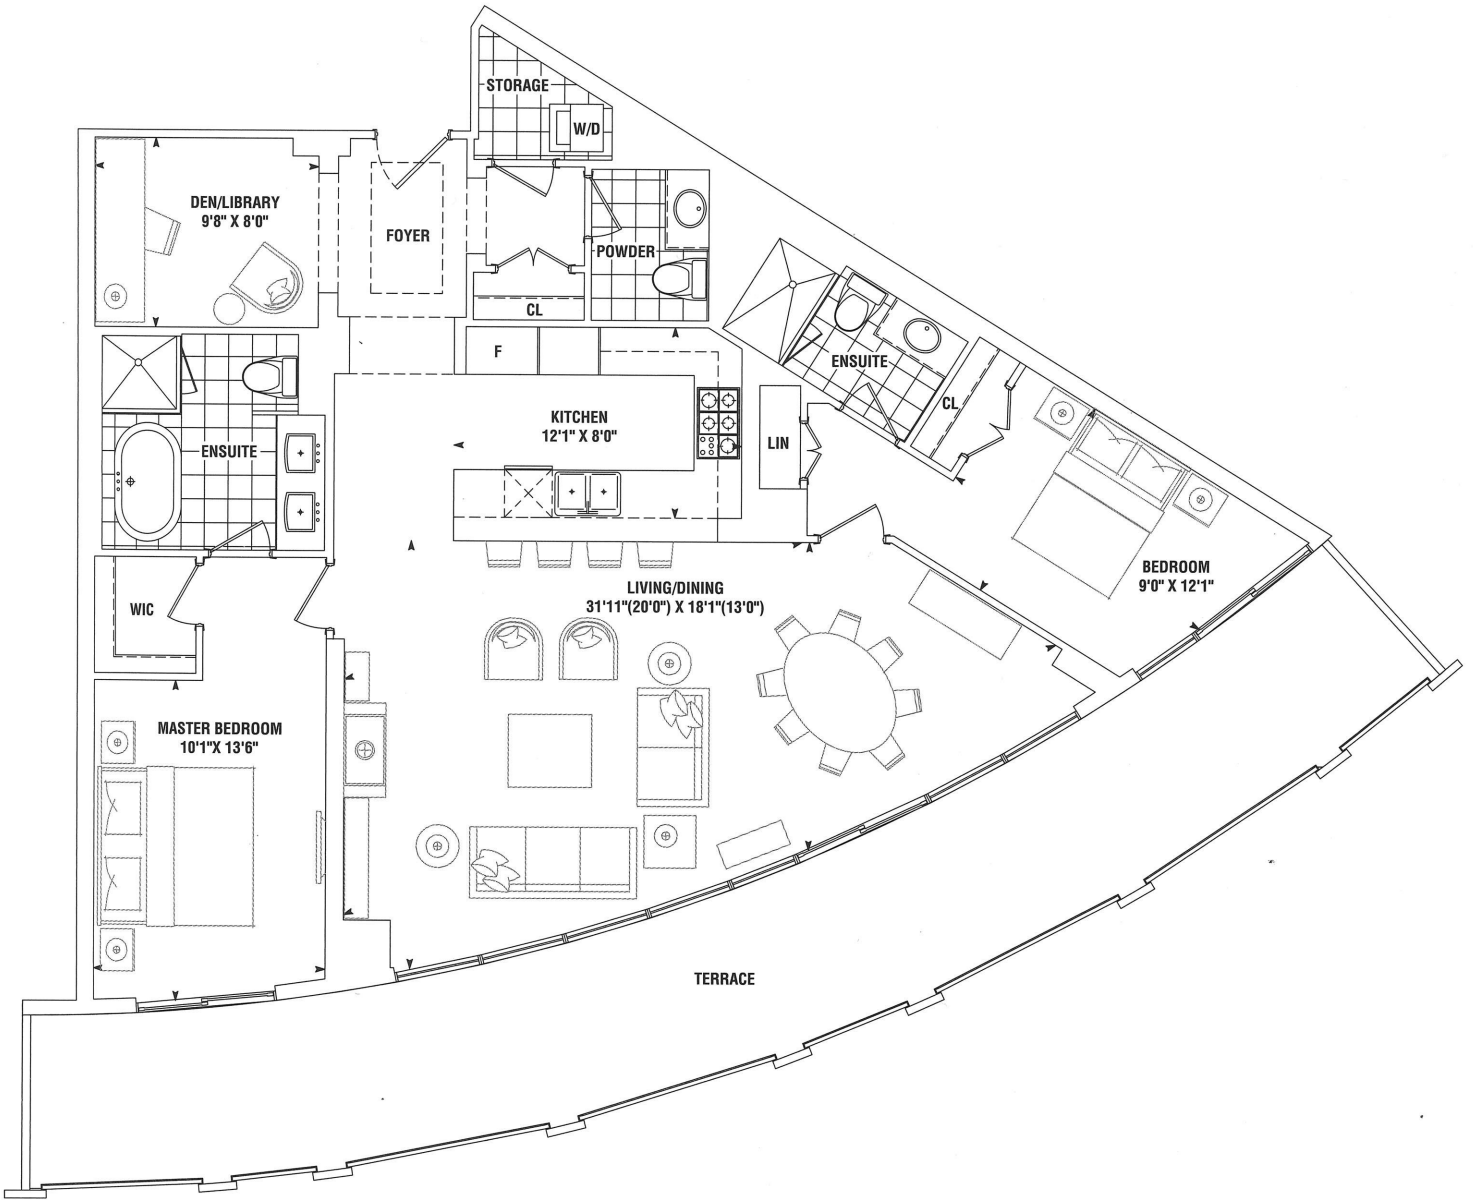 STORAGE
W/D
DEN/LIBRARY
9'8" X 8'0"
FOYER
POWDER
CL
F
ENSUITE
CL
KITCHEN
12'1" X 8'0"
LIN
ENSUITE
BEDROOM
9'0" X 12'1"
LIVING/DINING
31'11"(20'0") X 18'1"(13'0")
WIC
MASTER BEDROOM
10'1"X 13'6"
TERRACE